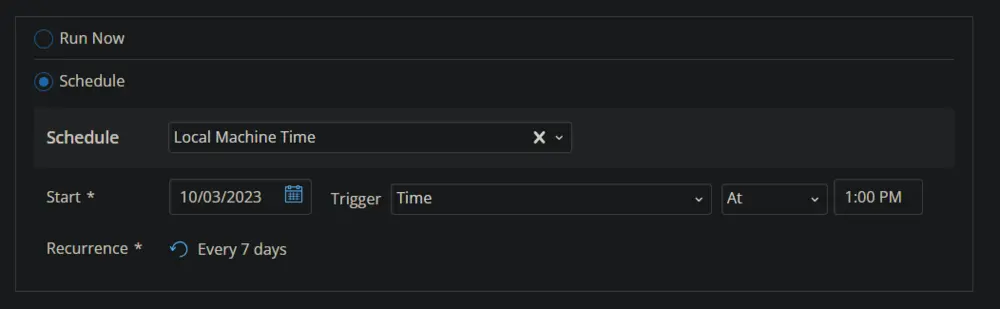 Run Now
Schedule
Schedule Local Machine Time
Start * 10/03/2023 Trigger Time At 1:00 PM
Recurrence * Every 7 days